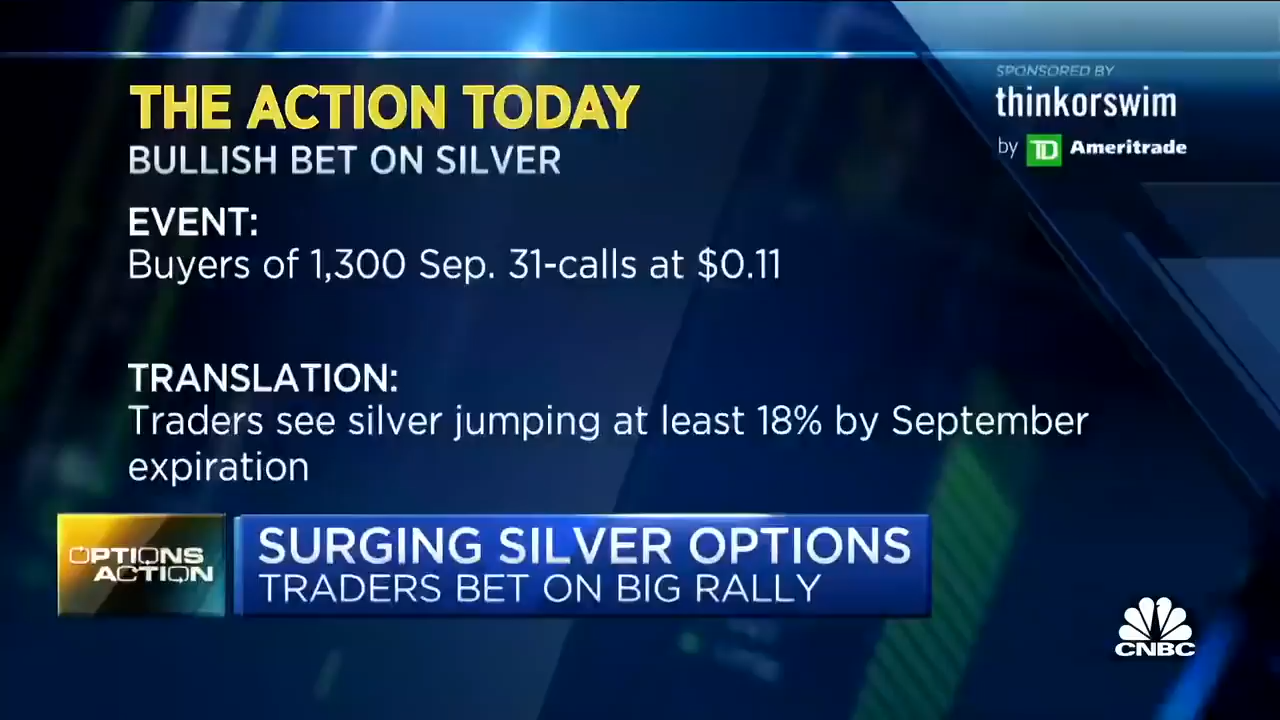 THE ACTION TODAY
BULLISH BET ON SILVER
SPONSORED BY
thinkorswim
by TD Ameritrade
EVENT:
Buyers of 1,300 Sep. 31-calls at $0.11
TRANSLATION:
Traders see silver jumping at least 18% by September
expiration
OPTIONS
ACTION
SURGING SILVER OPTIONS
TRADERS BET ON BIG RALLY
CNBC